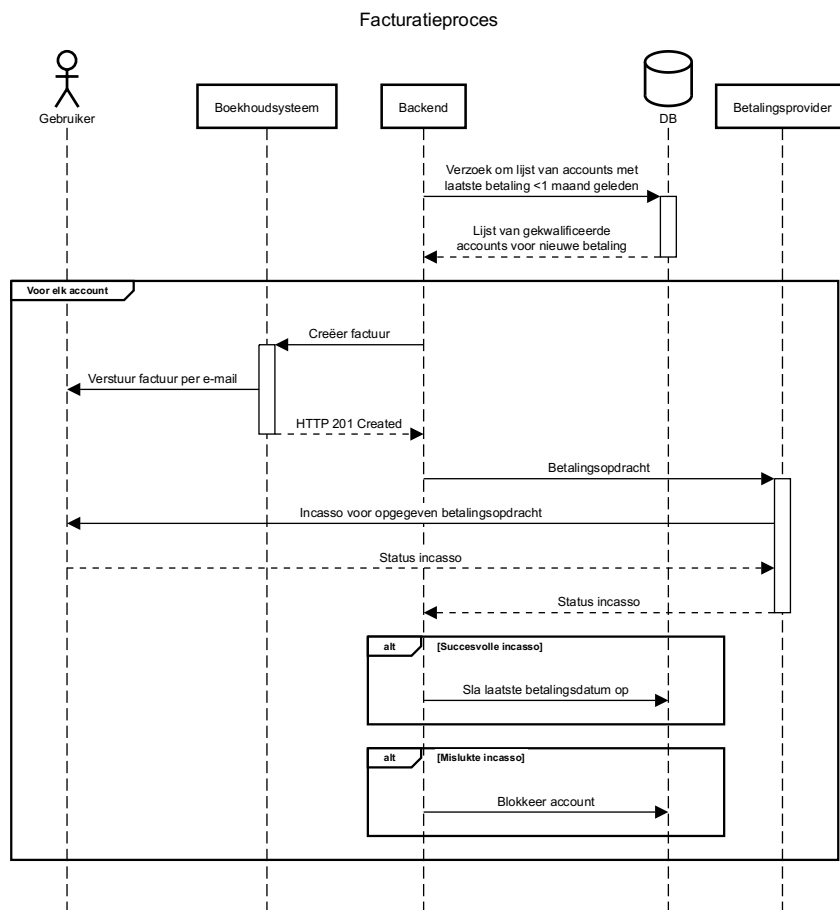 Facturatieproces
Gebruiker
Boekhoudsysteem
Backend
DB
Betalingsprovider
Verzoek om lijst van accounts met
laatste betaling <1 maand geleden
Lijst van gekwalificeerde
accounts voor nieuwe betaling
Voor elk account
Creëer factuur
Verstuur factuur per e-mail
HTTP 201 Created
Betalingsopdracht
Incasso voor opgegeven betalingsopdracht
Status incasso
Status incasso
alt
[Succesvolle incasso]
Sla laatste betalingsdatum op
alt
[Mislukte incasso]
Blokkeer account